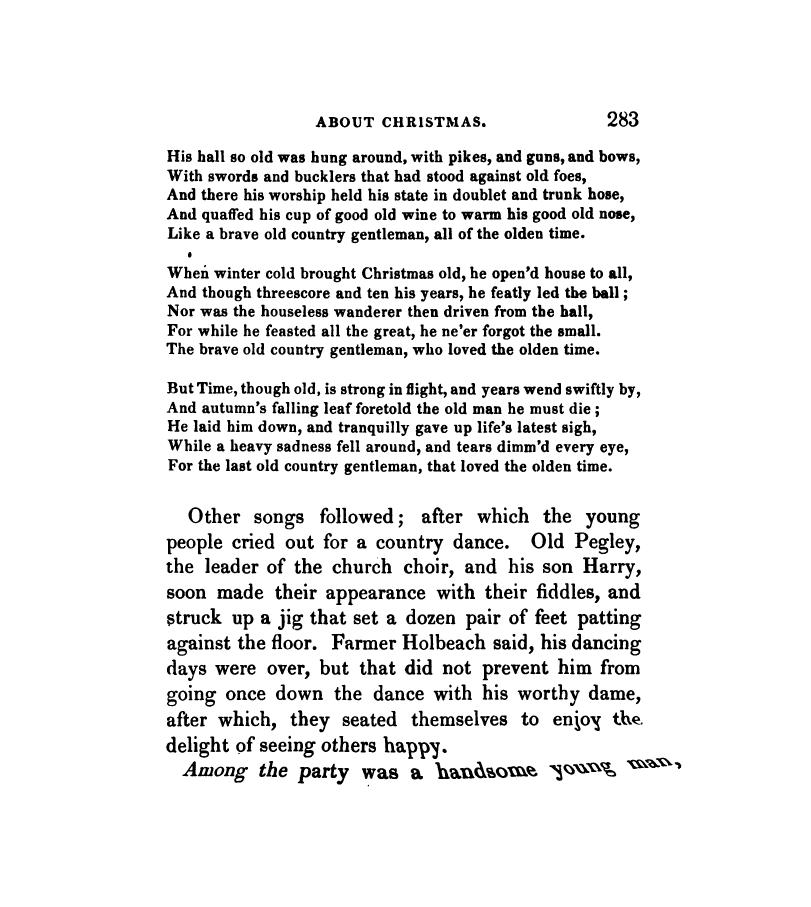 ABOUT CHRISTMAS. 283
His hall so old was hung around, with pikes, and guns, and bows,
With swords and bucklers that had stood against old foes,
And there his worship held his state in doublet and trunk hose,
And quaffed his cup of good old wine to warm his good old nose,
Like a brave old country gentleman, all of the olden time.
When winter cold brought Christmas old, he open'd house to all,
And though threescore and ten his years, he featly led the ball ;
Nor was the houseless wanderer then driven from the hall,
For while he feasted all the great, he ne'er forgot the small.
The brave old country gentleman, who loved the olden time.
But Time, though old, is strong in flight, and years wend swiftly by,
And autumn's falling leaf foretold the old man he must die ;
He laid him down, and tranquilly gave up life's latest sigh,
While a heavy sadness fell around, and tears dimm'd every eye,
For the last old country gentleman, that loved the olden time.
Other songs followed ; after which the young
people cried out for a country dance. Old Pegley,
the leader of the church choir, and his son Harry,
soon made their appearance with their fiddles, and
struck up a jig that set a dozen pair of feet patting
against the floor. Farmer Holbeach said, his dancing
days were over, but that did not prevent him from
going once down the dance with his worthy dame,
after which, they seated themselves to enjoy the
delight of seeing others happy.
Among the party was a handsome young man,